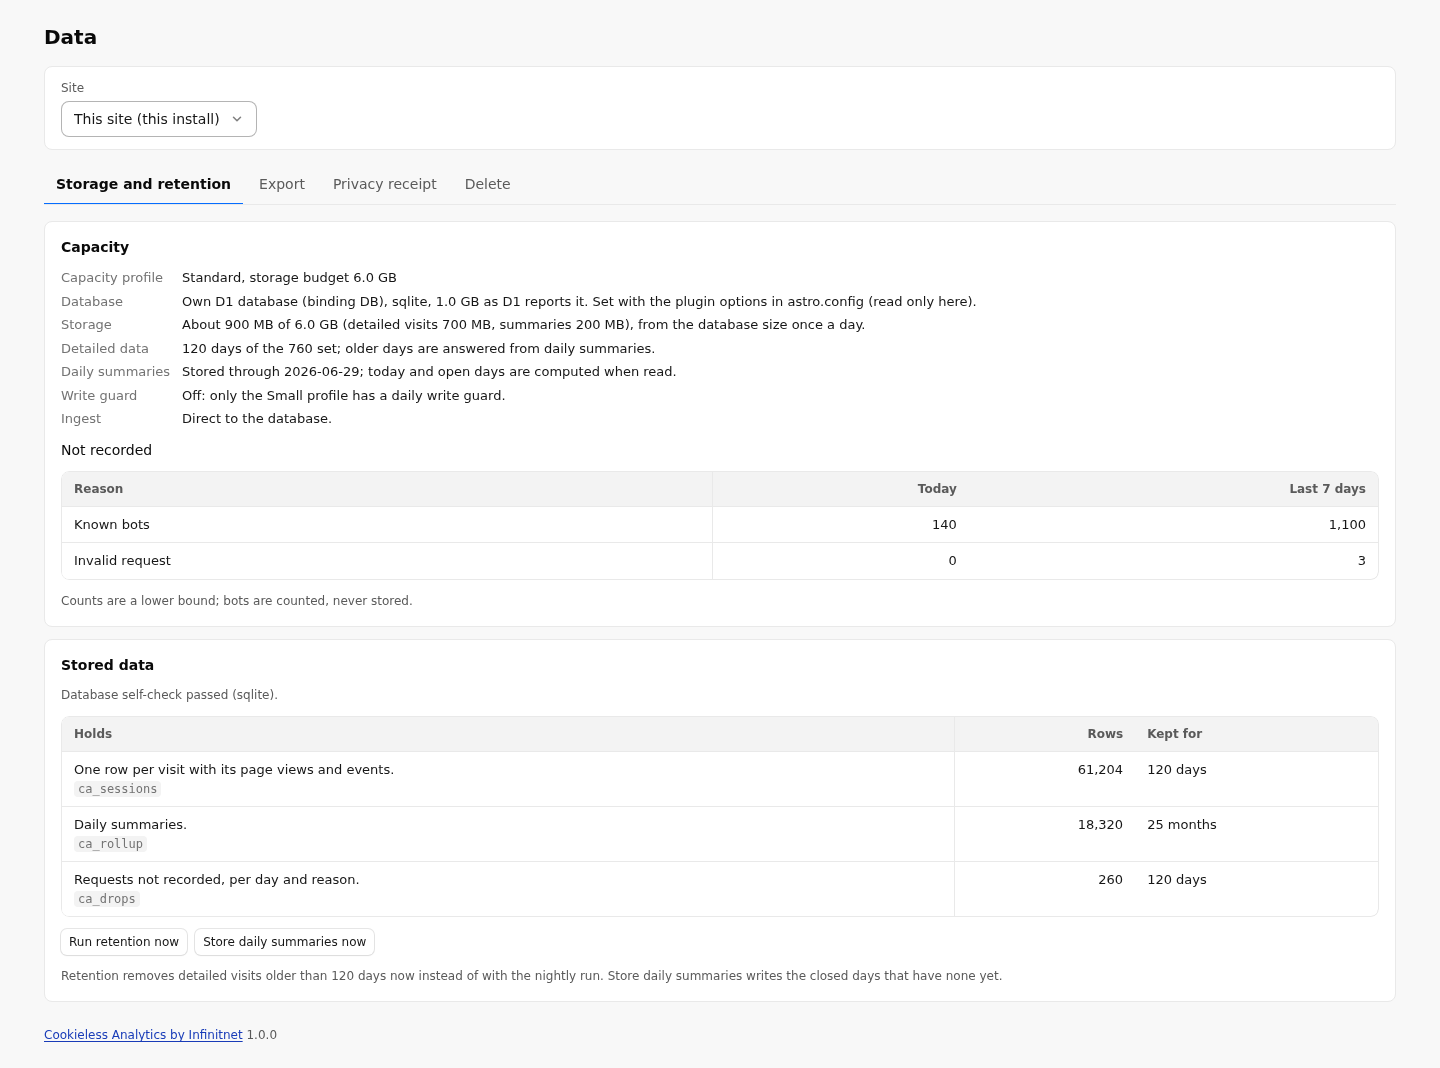 Data
Site
This site (this install)
Storage and retention
Export
Privacy receipt
Delete
Capacity
Capacity profile Standard, storage budget 6.0 GB
Database Own D1 database (binding DB), sqlite, 1.0 GB as D1 reports it. Set with the plugin options in astro.config (read only here).
Storage About 900 MB of 6.0 GB (detailed visits 700 MB, summaries 200 MB), from the database size once a day.
Detailed data 120 days of the 760 set; older days are answered from daily summaries.
Daily summaries Stored through 2026-06-29; today and open days are computed when read.
Write guard Off: only the Small profile has a daily write guard.
Ingest Direct to the database.
Not recorded
Reason Today Last 7 days
Known bots 140 1,100
Invalid request 0 3
Counts are a lower bound; bots are counted, never stored.
Stored data
Database self-check passed (sqlite).
Holds Rows Kept for
One row per visit with its page views and events. 61,204 120 days
ca_sessions
Daily summaries. 18,320 25 months
ca_rollup
Requests not recorded, per day and reason. 260 120 days
ca_drops
Run retention now Store daily summaries now
Retention removes detailed visits older than 120 days now instead of with the nightly run. Store daily summaries writes the closed days that have none yet.
Cookieless Analytics by Infinitnet 1.0.0